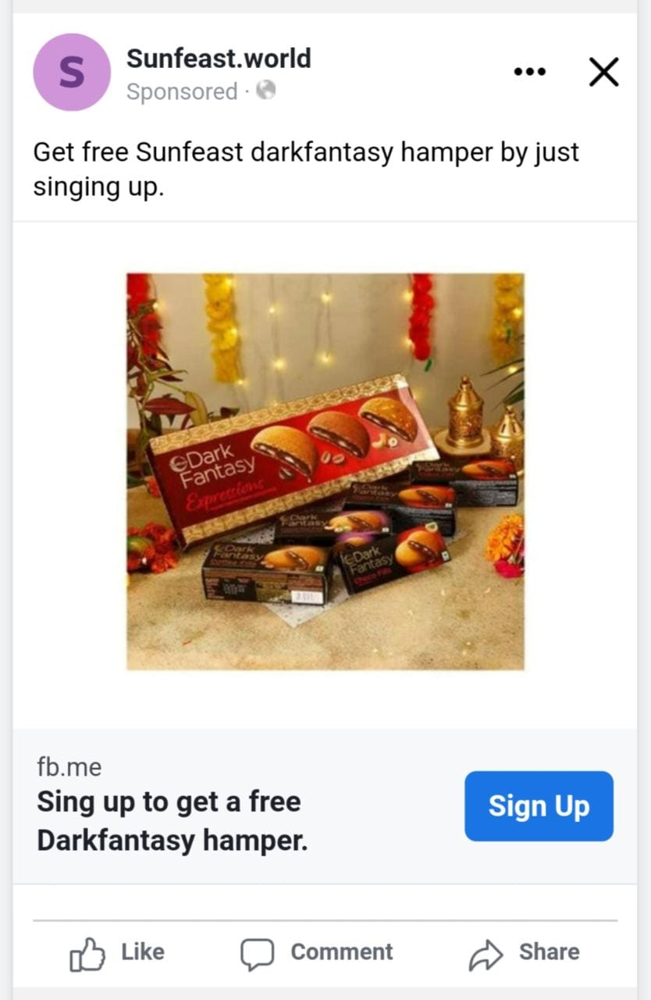 S
Sunfeast.world
Sponsored ·
Get free Sunfeast darkfantasy hamper by just
singing up.
Dark
Fantasy
Expressions
Dark
Fantasy
Dark
Fantasy
Dark
Fantasy
Dark
Fantasy
Coffee Fills
Dark
Fantasy
Choco Fills
fb.me
Sing up to get a free
Darkfantasy hamper.
Sign Up
Like
Comment
Share